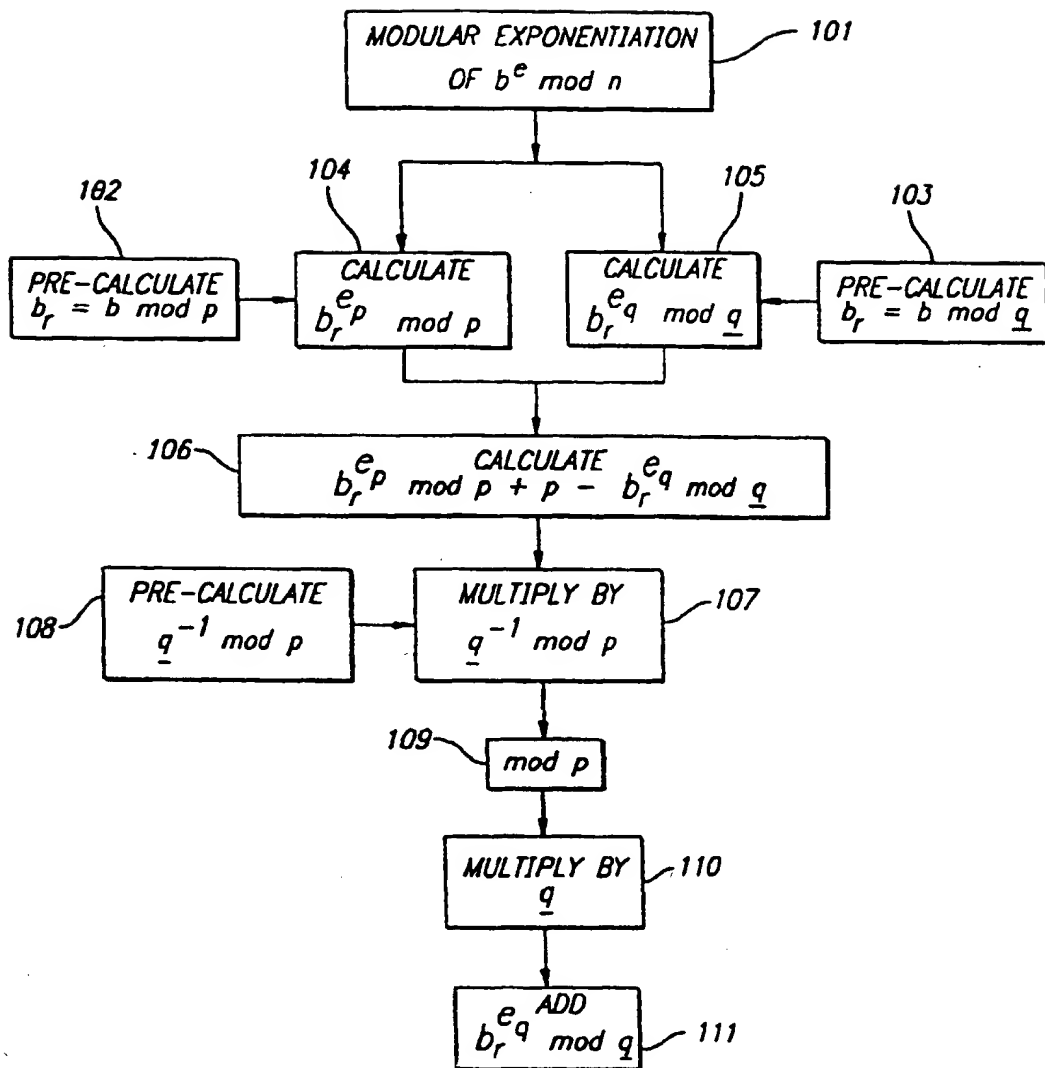 MODULAR EXPONENTIATION
OF b^e mod n
101
104
105
102
103
PRE-CALCULATE
b_r = b mod p
CALCULATE
b_r^e_p mod p
CALCULATE
b_r^e_q mod q
PRE-CALCULATE
b_r = b mod q
106
CALCULATE
b_r^e_p mod p + p - b_r^e_q mod q
108
PRE-CALCULATE
q^-1 mod p
MULTIPLY BY
q^-1 mod p
107
109
mod p
MULTIPLY BY
q
110
ADD
b_r^e_q mod q
111